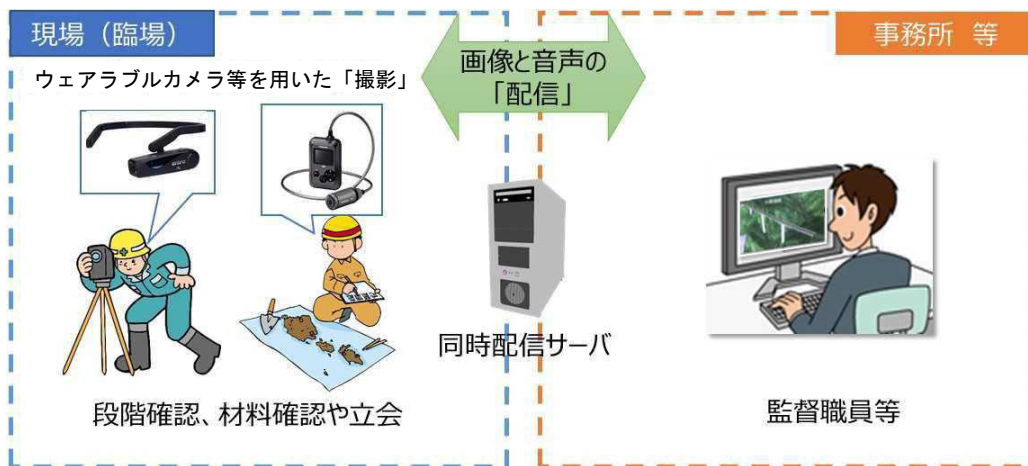 現場（臨場）
事務所 等
画像と音声の
「配信」
ウェアラブルカメラ等を用いた「撮影」
同時配信サーバ
段階確認、材料確認や立会
監督職員等